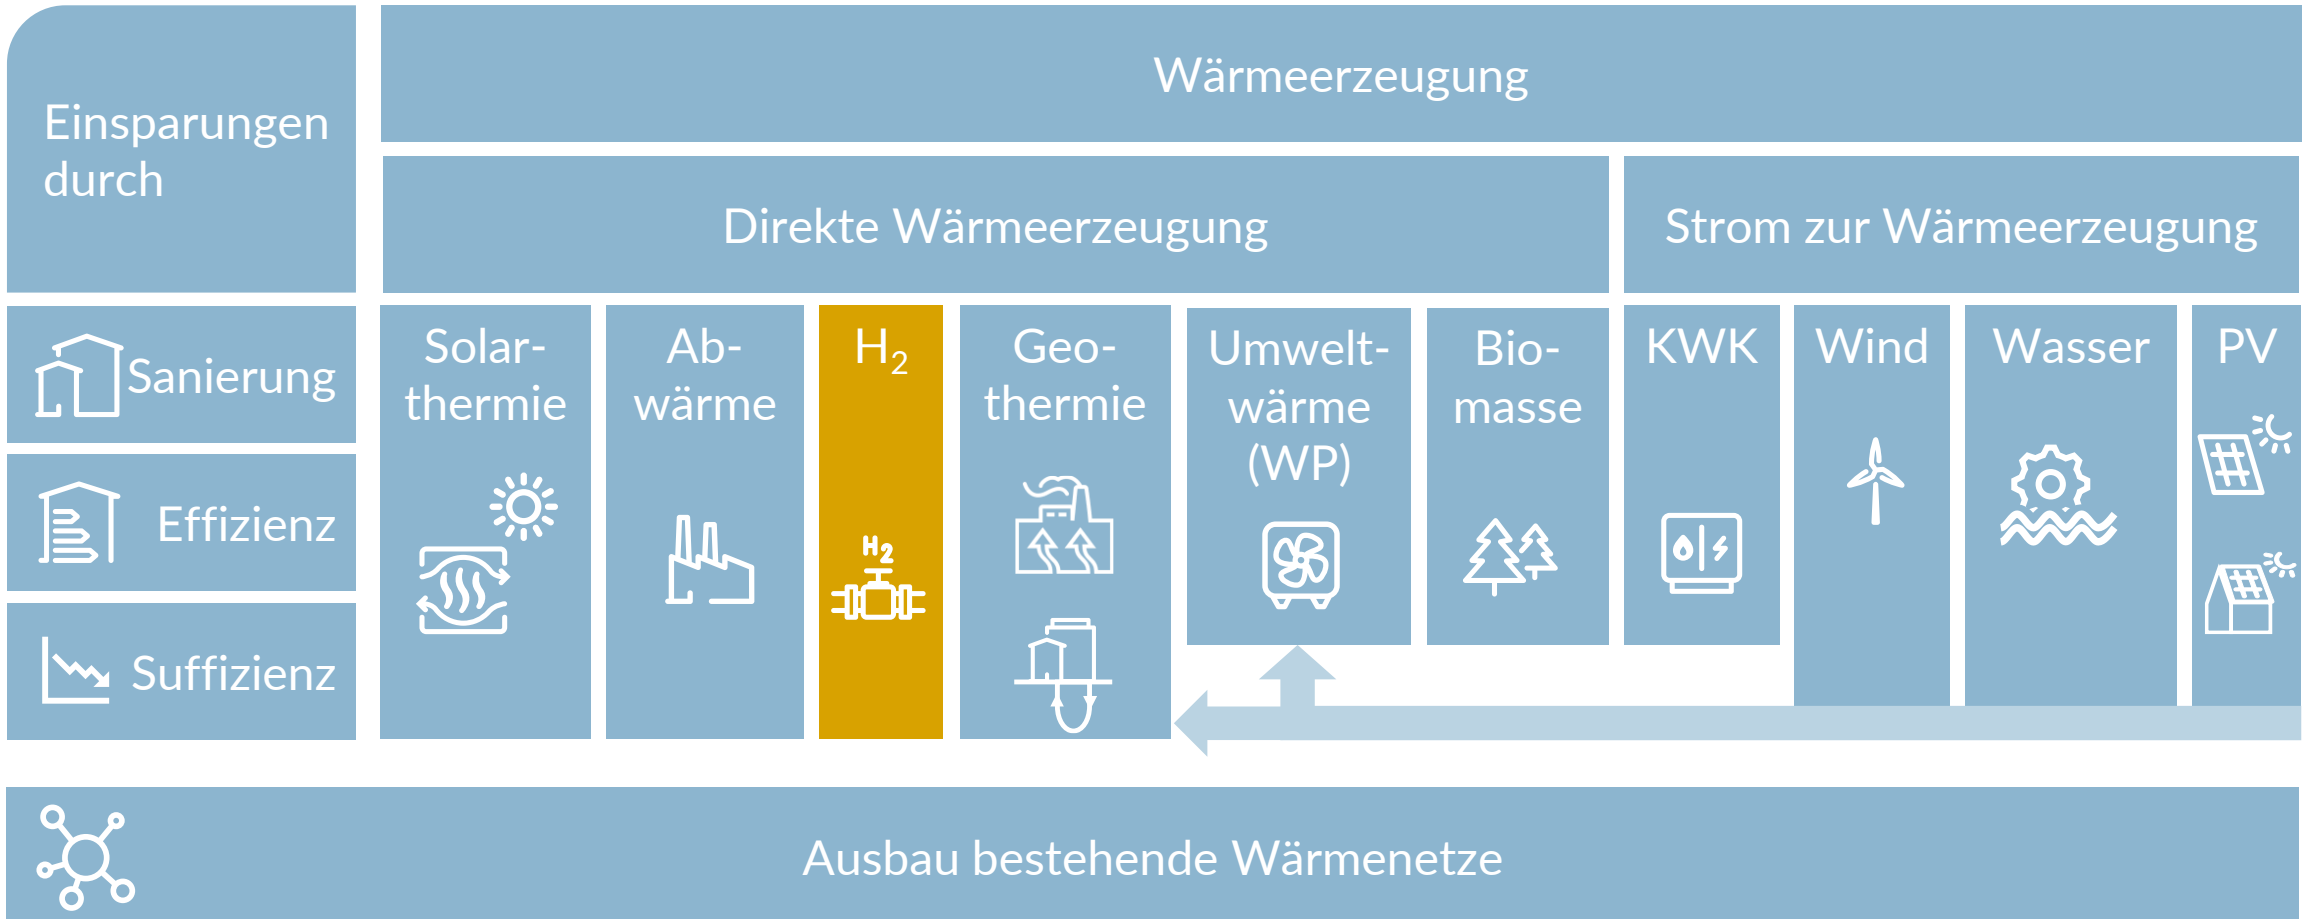 Einsparungen
durch
Wärmeerzeugung
Direkte Wärmeerzeugung
Strom zur Wärmeerzeugung
Sanierung
Effizienz
Suffizienz
Solar-
thermie
Ab-
wärme
H₂
H₂
Geo-
thermie
Umwelt-
wärme
(WP)
Bio-
masse
KWK
Wind
Wasser
PV
Ausbau bestehende Wärmenetze